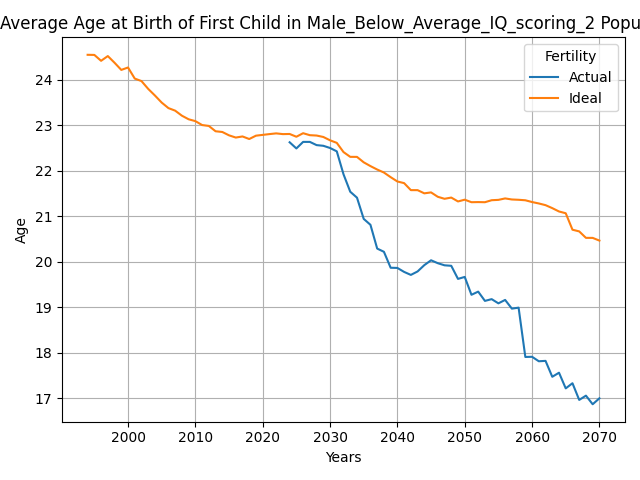 Average Age at Birth of First Child in Male_Below_Average_IQ_scoring_2 Popu
Fertility
Actual
Ideal
Age
24
23
22
21
20
19
18
17
2000 2010 2020 2030 2040 2050 2060 2070
Years